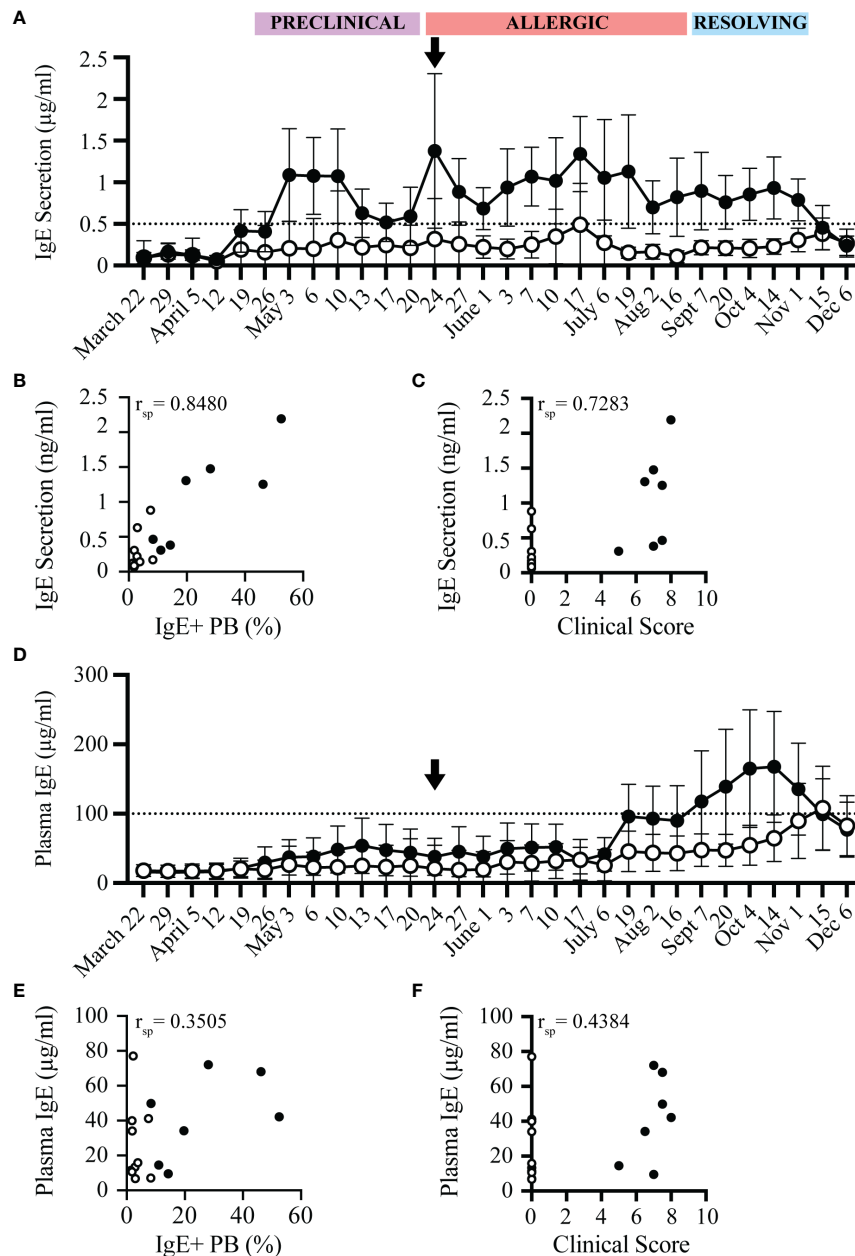 A
PRECLINICAL ALLERGIC RESOLVING
IgE Secretion (µg/ml)
2.5
2
1.5
1
0.5
0
March 22 29 April 5 12 19 26 May 3 6 10 13 17 20 24 27 June 1 3 7 10 17 July 6 19 Aug 2 16 Sept 7 20 Oct 4 14 Nov 1 15 Dec 6
B
r_sp = 0.8480
IgE Secretion (ng/ml)
2.5
2
1.5
1
0.5
0
0 20 40 60
IgE+ PB (%)
C
r_sp = 0.7283
IgE Secretion (ng/ml)
2.5
2
1.5
1
0.5
0
0 2 4 6 8 10
Clinical Score
D
Plasma IgE (µg/ml)
300
200
100
0
March 22 29 April 5 12 19 26 May 3 6 10 13 17 20 24 27 June 1 3 7 10 17 July 6 19 Aug 2 16 Sept 7 20 Oct 4 14 Nov 1 15 Dec 6
E
r_sp = 0.3505
Plasma IgE (µg/ml)
100
80
60
40
20
0
0 20 40 60
IgE+ PB (%)
F
r_sp = 0.4384
Plasma IgE (µg/ml)
100
80
60
40
20
0
0 2 4 6 8 10
Clinical Score